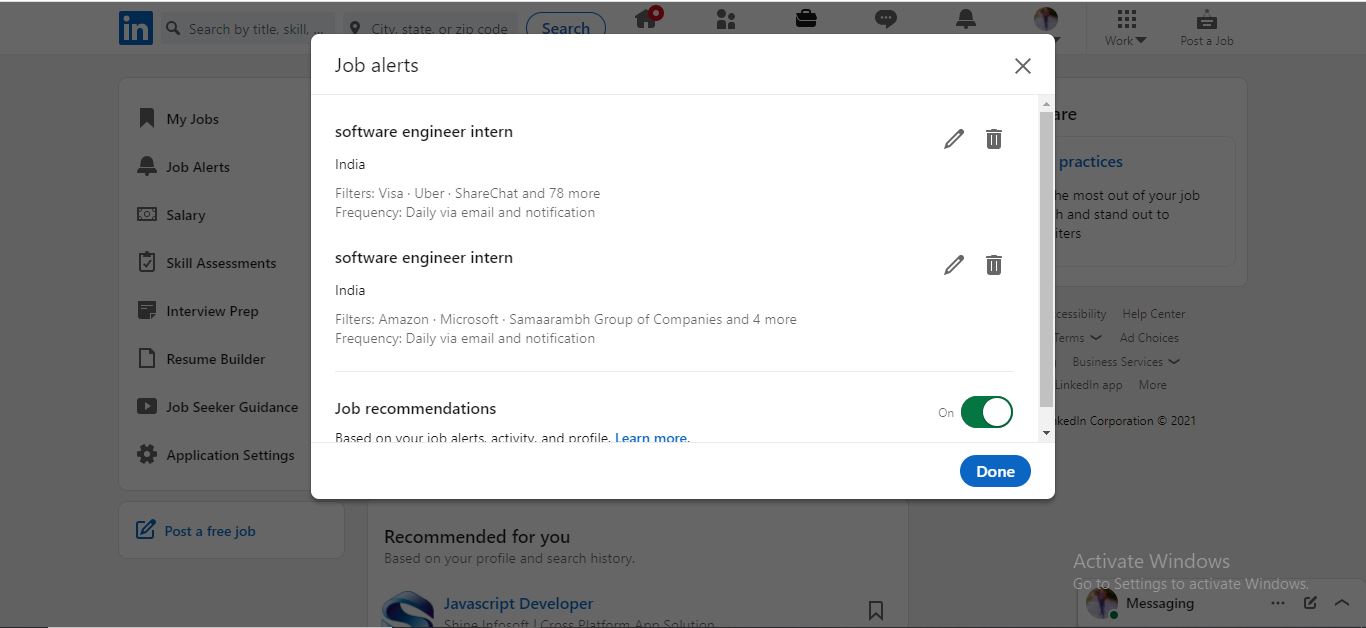 in
Search by title, skill, ...
City, state, or zip code
Search
Work
Post a Job
Job alerts
My Jobs
Job Alerts
Salary
Skill Assessments
Interview Prep
Resume Builder
Job Seeker Guidance
Application Settings
Post a free job
software engineer intern
India
Filters: Visa · Uber · ShareChat and 78 more
Frequency: Daily via email and notification
software engineer intern
India
Filters: Amazon · Microsoft · Samaarambh Group of Companies and 4 more
Frequency: Daily via email and notification
Job recommendations
On
Based on your job alerts, activity, and profile. Learn more.
Done
practices
the most out of your job
and stand out to
Help Center
Terms
Ad Choices
Business Services
LinkedIn app
More
Corporation © 2021
Recommended for you
Based on your profile and search history.
Javascript Developer
Shine Infosoft | Cross Platform App Solution
Activate Windows
Go to Settings to activate Windows.
Messaging